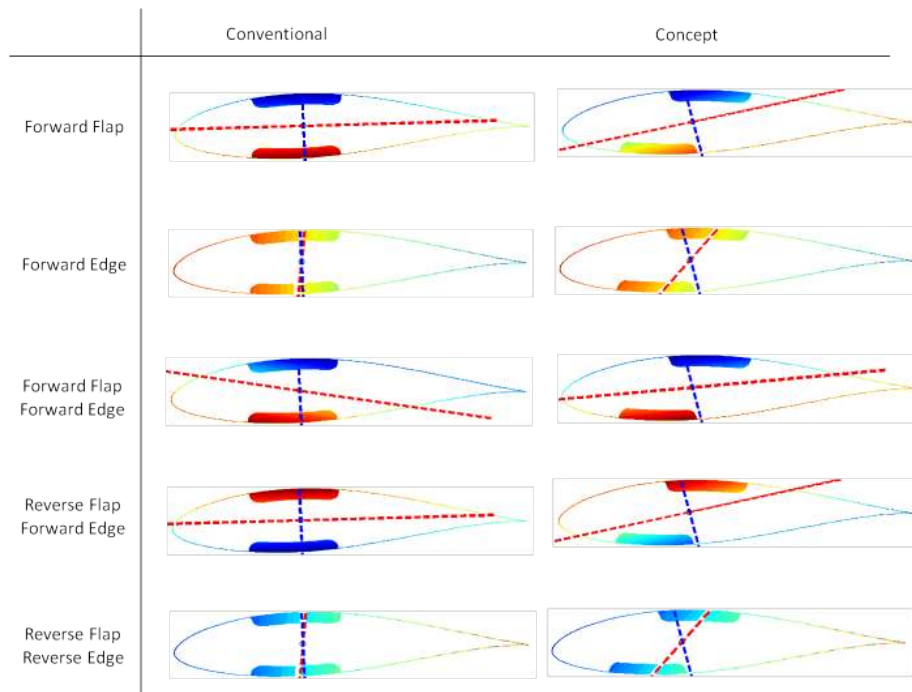 Conventional
Concept
Forward Flap
Forward Edge
Forward Flap
Forward Edge
Reverse Flap
Forward Edge
Reverse Flap
Reverse Edge